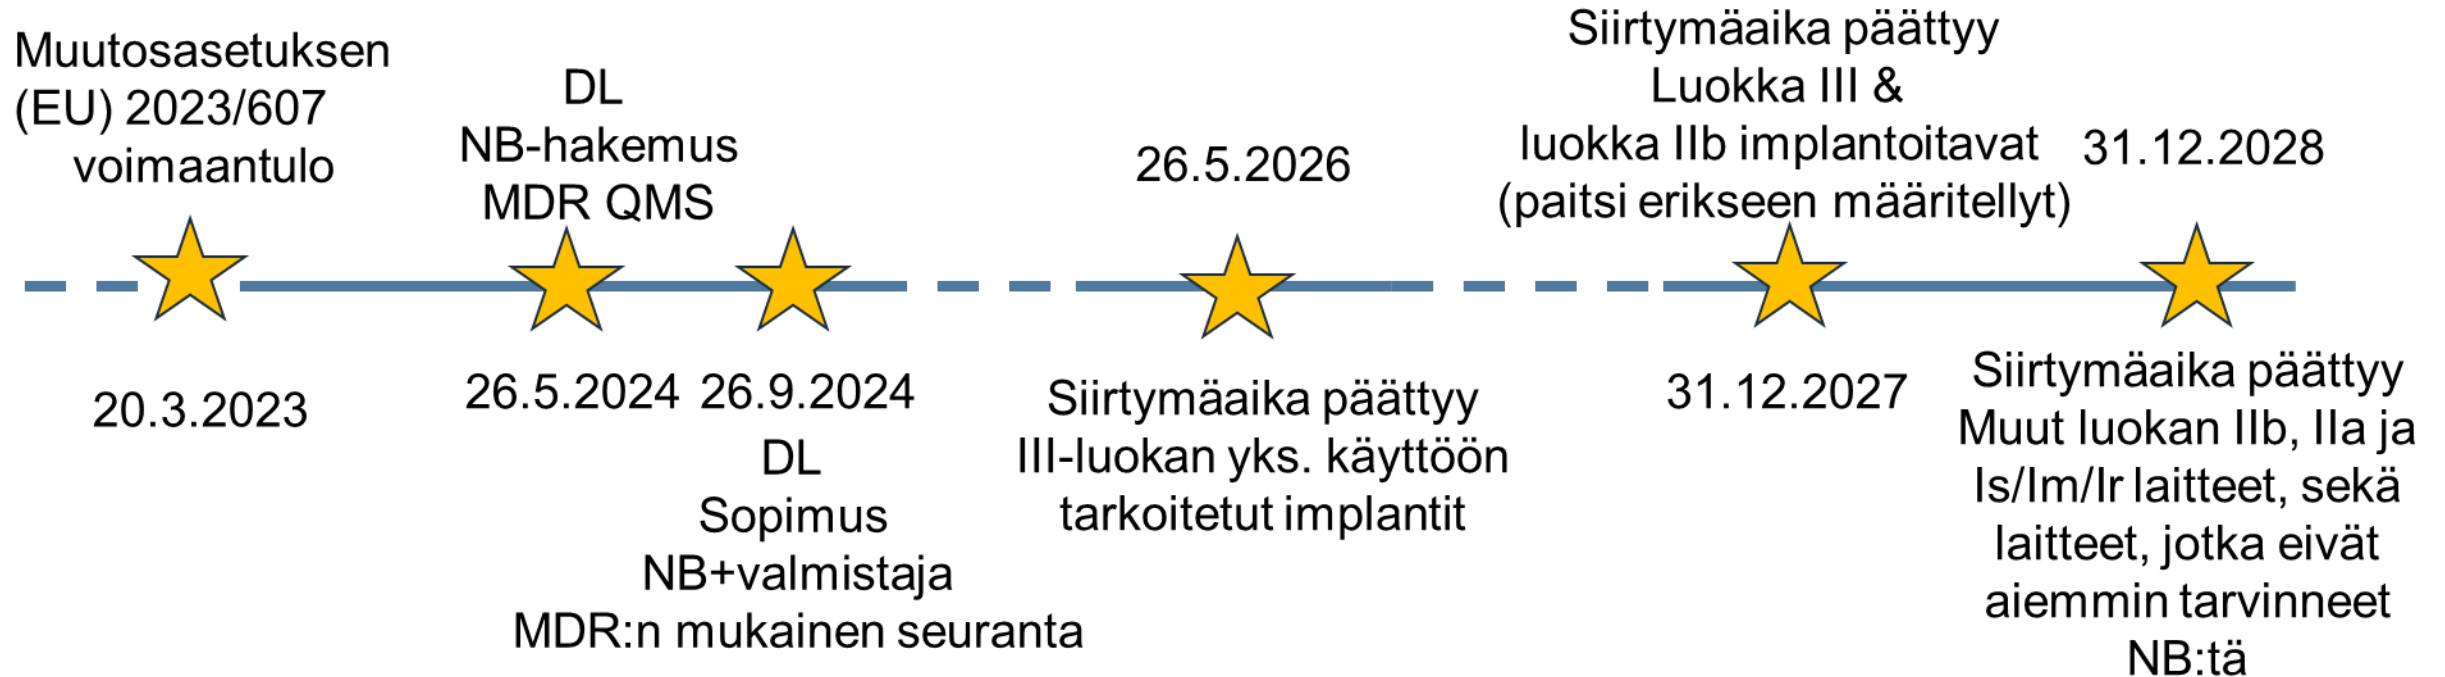 Muutosasetuksen
(EU) 2023/607
voimaantulo
20.3.2023
DL
NB-hakemus
MDR QMS
26.5.2024
26.9.2024
DL
Sopimus
NB+valmistaja
MDR:n mukainen seuranta
26.5.2026
Siirtymäaika päättyy
III-luokan yks. käyttöön
tarkoitetut implantit
Siirtymäaika päättyy
Luokka III &
luokka IIb implantoitavat
(paitsi erikseen määritellyt)
31.12.2027
31.12.2028
Siirtymäaika päättyy
Muut luokan IIb, IIa ja
Is/Im/Ir laitteet, sekä
laitteet, jotka eivät
aiemmin tarvinneet
NB:tä